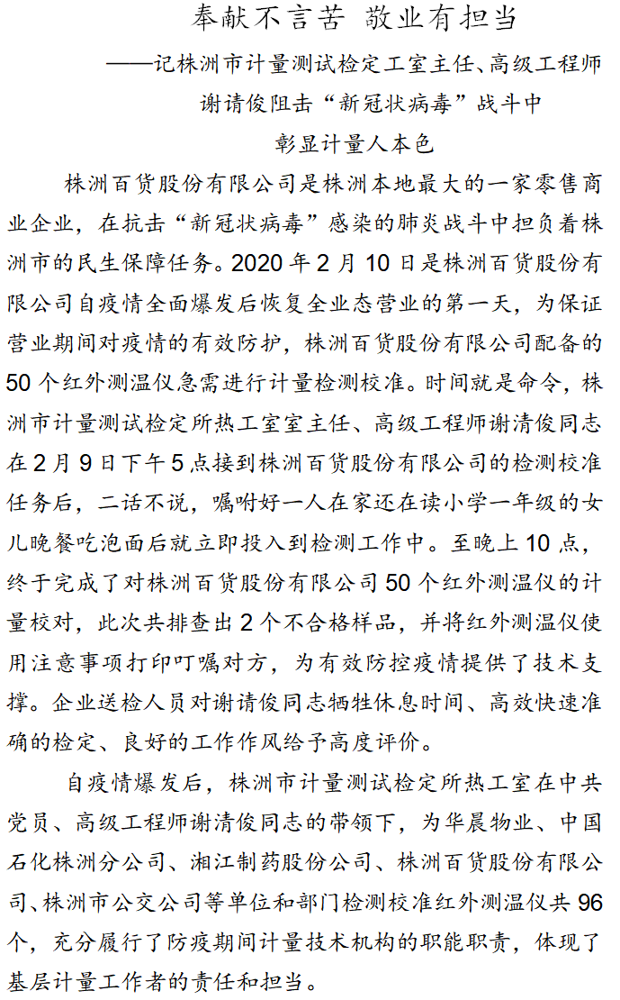 奉献不言苦 敬业有担当
——记株洲市计量测试检定工室主任、高级工程师
谢请俊阻击“新冠状病毒”战斗中
彰显计量人本色
株洲百货股份有限公司是株洲本地最大的一家零售商
业企业，在抗击“新冠状病毒”感染的肺炎战斗中担负着株
洲市的民生保障任务。2020 年 2 月 10 日是株洲百货股份有
限公司自疫情全面爆发后恢复全业态营业的第一天，为保证
营业期间对疫情的有效防护，株洲百货股份有限公司配备的
50 个红外测温仪急需进行计量检测校准。时间就是命令，株
洲市计量测试检定所热工室室主任、高级工程师谢清俊同志
在 2 月 9 日下午 5 点接到株洲百货股份有限公司的检测校准
任务后，二话不说，嘱咐好一人在家还在读小学一年级的女
儿晚餐吃泡面后就立即投入到检测工作中。至晚上 10 点，
终于完成了对株洲百货股份有限公司 50 个红外测温仪的计
量校对，此次共排查出 2 个不合格样品，并将红外测温仪使
用注意事项打印叮嘱对方，为有效防控疫情提供了技术支
撑。企业送检人员对谢请俊同志牺牲休息时间、高效快速准
确的检定、良好的工作作风给予高度评价。
自疫情爆发后，株洲市计量测试检定所热工室在中共
党员、高级工程师谢清俊同志的带领下，为华晨物业、中国
石化株洲分公司、湘江制药股份公司、株洲百货股份有限公
司、株洲市公交公司等单位和部门检测校准红外测温仪共 96
个，充分履行了防疫期间计量技术机构的职能职责，体现了
基层计量工作者的责任和担当。